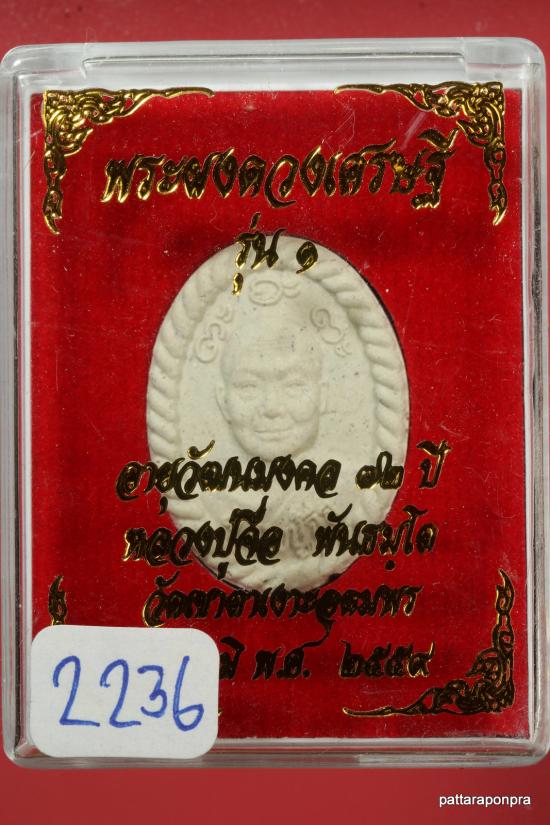 พระผงดวงเศรษฐี
รุ่น ๑
อายุวัฒนมงคล ๗๒ ปี
หลวงปู่จื่อ พันธมุตโต
วัดเขาตาเงาะอุดมพร
พ.ศ. ๒๕๕๙
2236
pattaraponpra